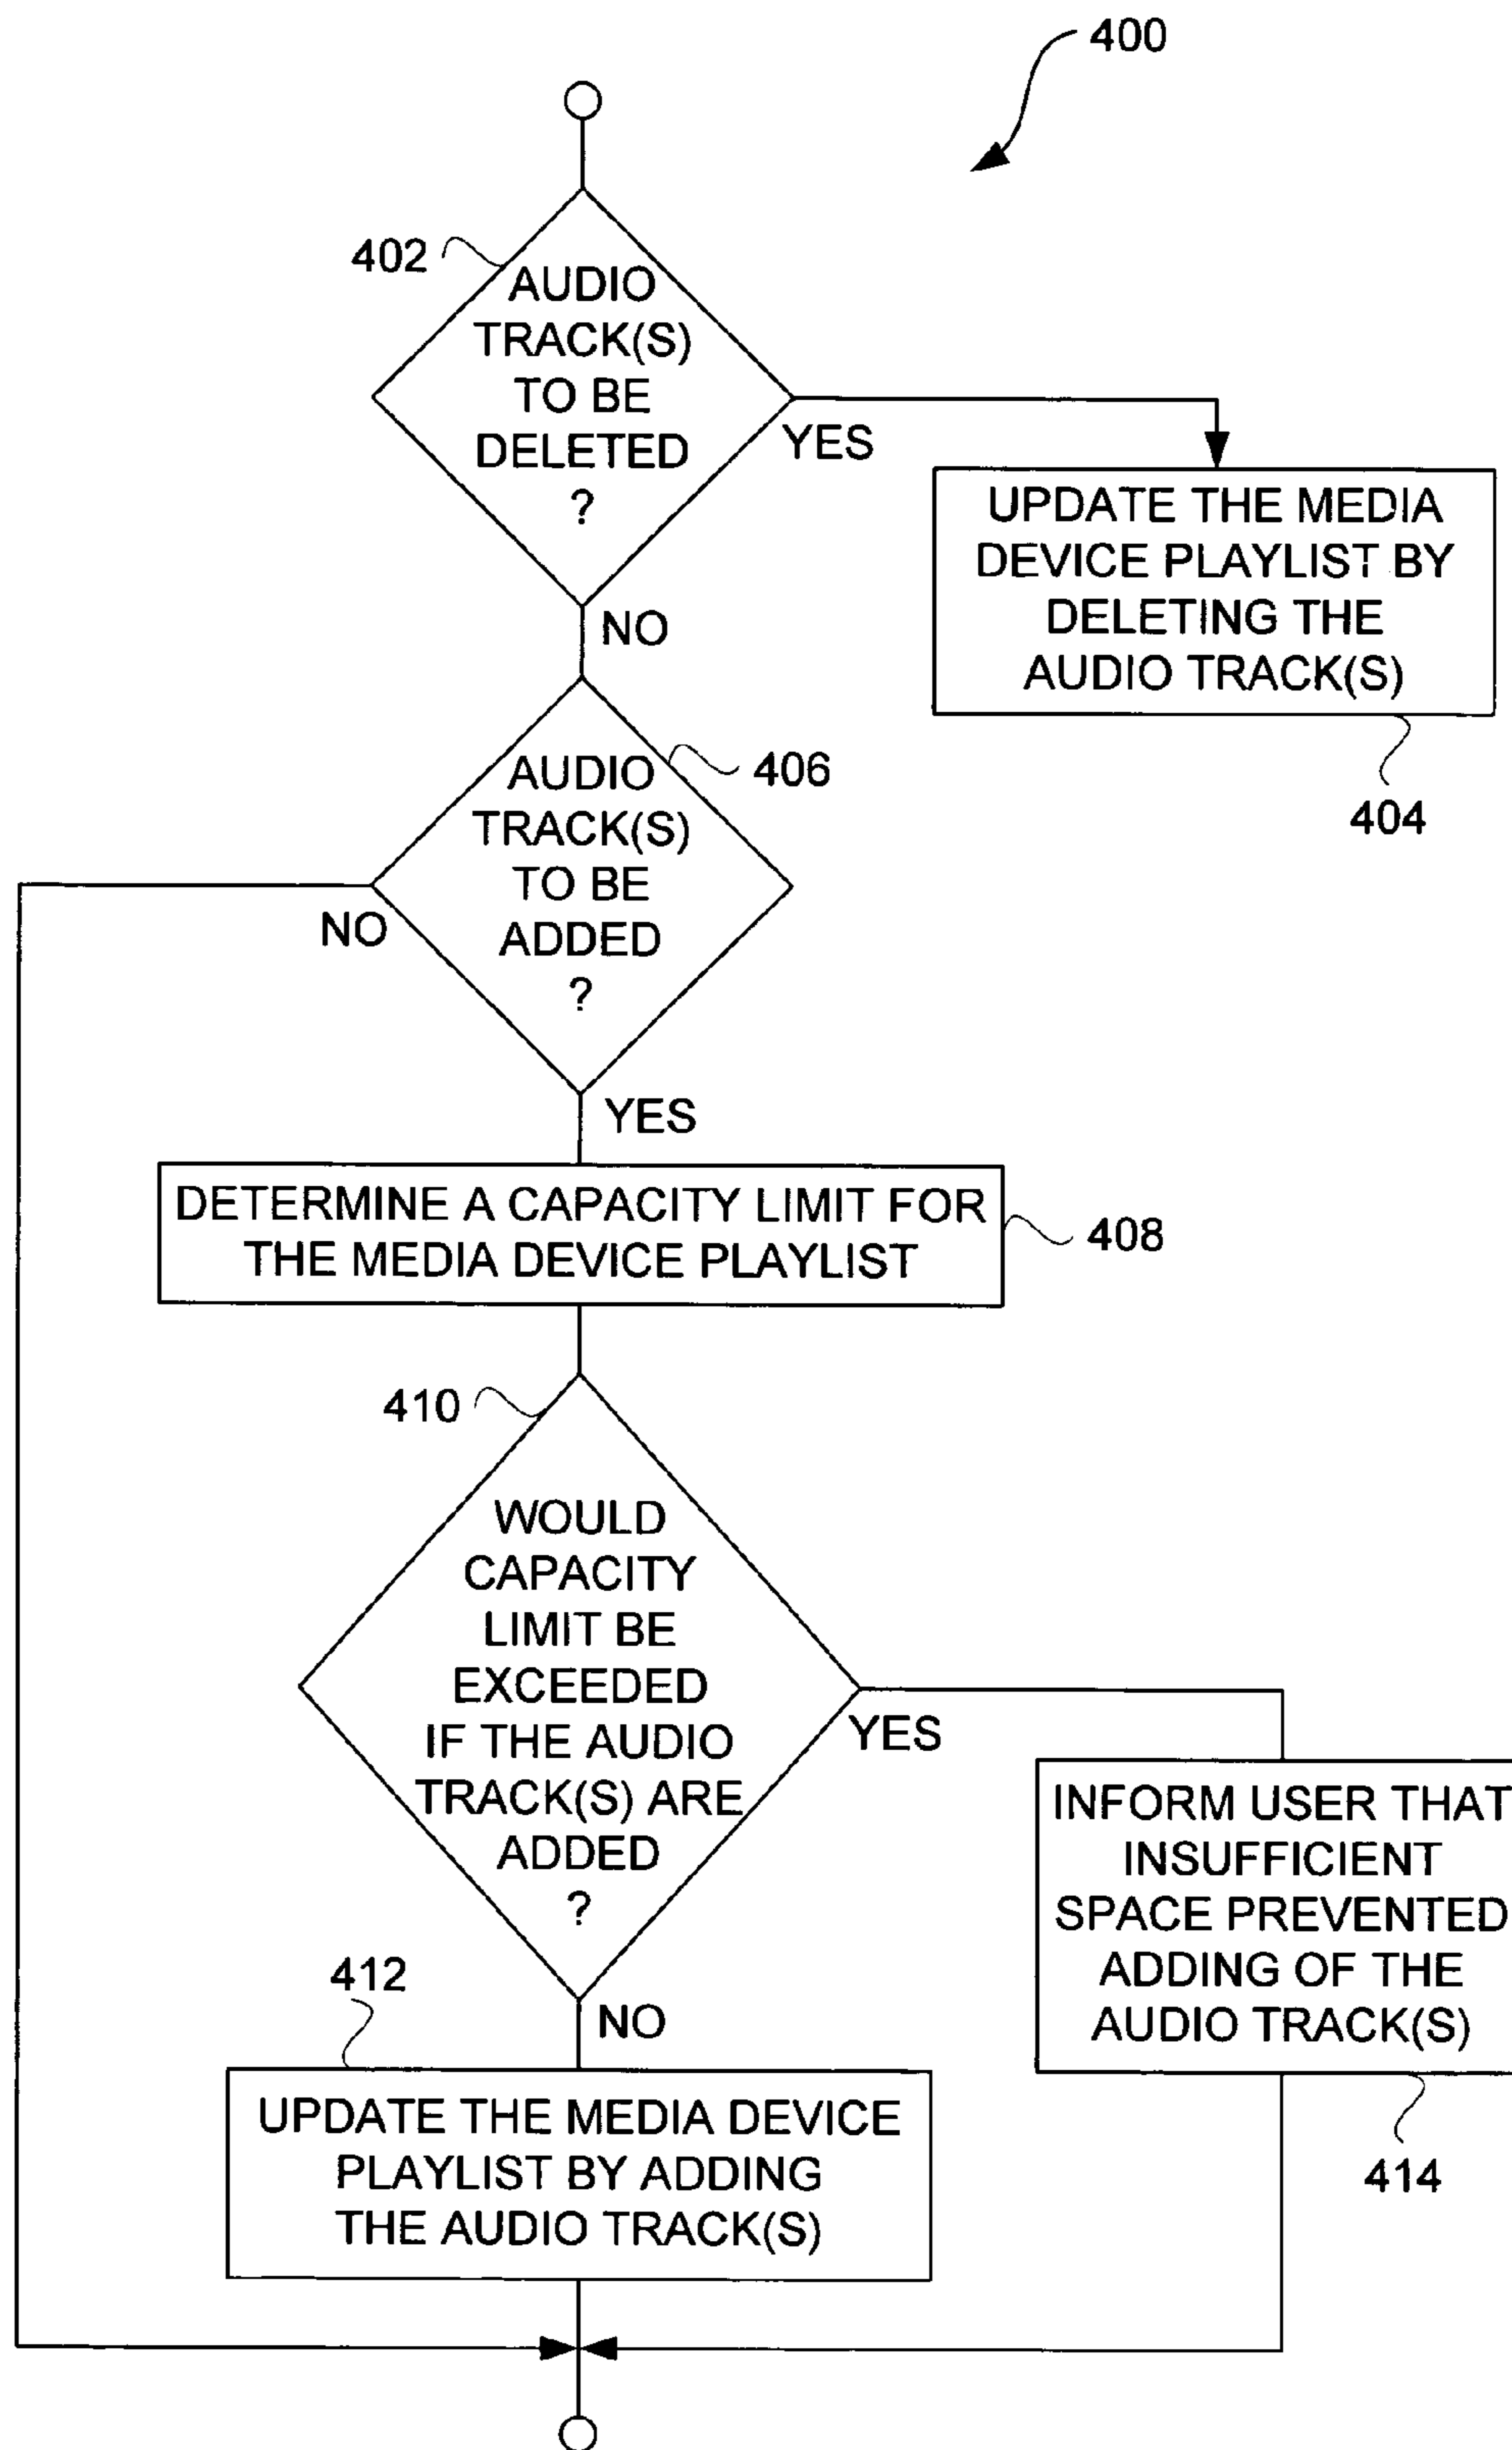 400
402
AUDIO
TRACK(S)
TO BE
DELETED
?
YES
NO
UPDATE THE MEDIA
DEVICE PLAYLIST BY
DELETING THE
AUDIO TRACK(S)
404
406
AUDIO
TRACK(S)
TO BE
ADDED
?
NO
YES
DETERMINE A CAPACITY LIMIT FOR
THE MEDIA DEVICE PLAYLIST
408
410
WOULD
CAPACITY
LIMIT BE
EXCEEDED
IF THE AUDIO
TRACK(S) ARE
ADDED
?
YES
NO
INFORM USER THAT
INSUFFICIENT
SPACE PREVENTED
ADDING OF THE
AUDIO TRACK(S)
414
412
UPDATE THE MEDIA DEVICE
PLAYLIST BY ADDING
THE AUDIO TRACK(S)